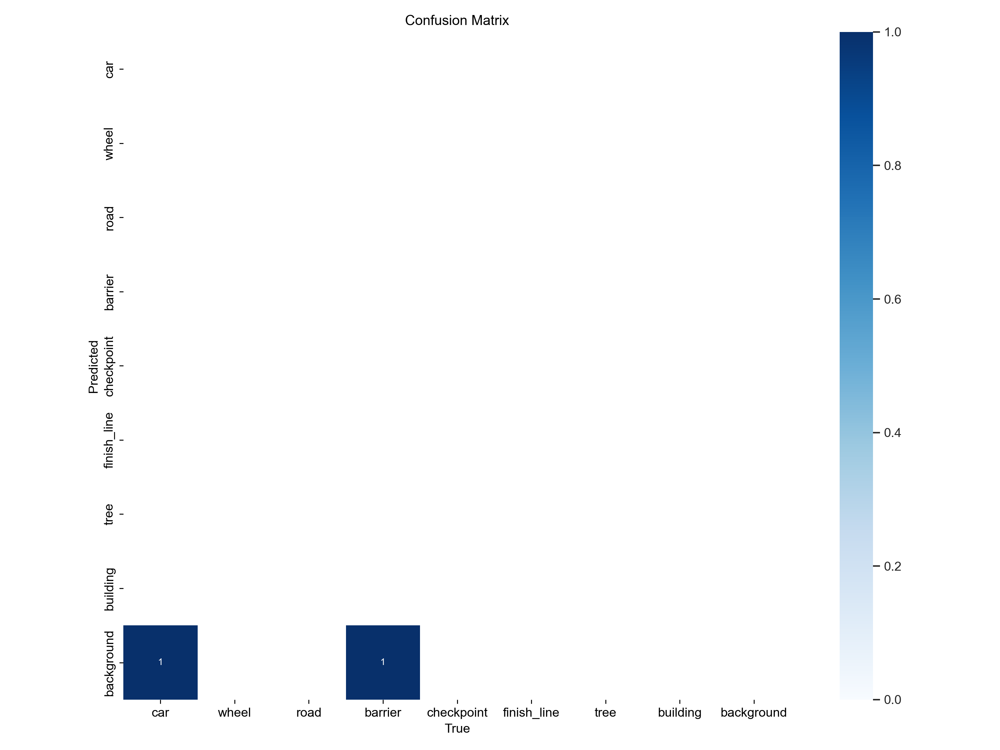 Confusion Matrix
car
wheel
road
barrier
checkpoint
finish_line
tree
building
background
Predicted
1
1
car wheel road barrier checkpoint finish_line tree building background
True
1.0
0.8
0.6
0.4
0.2
0.0